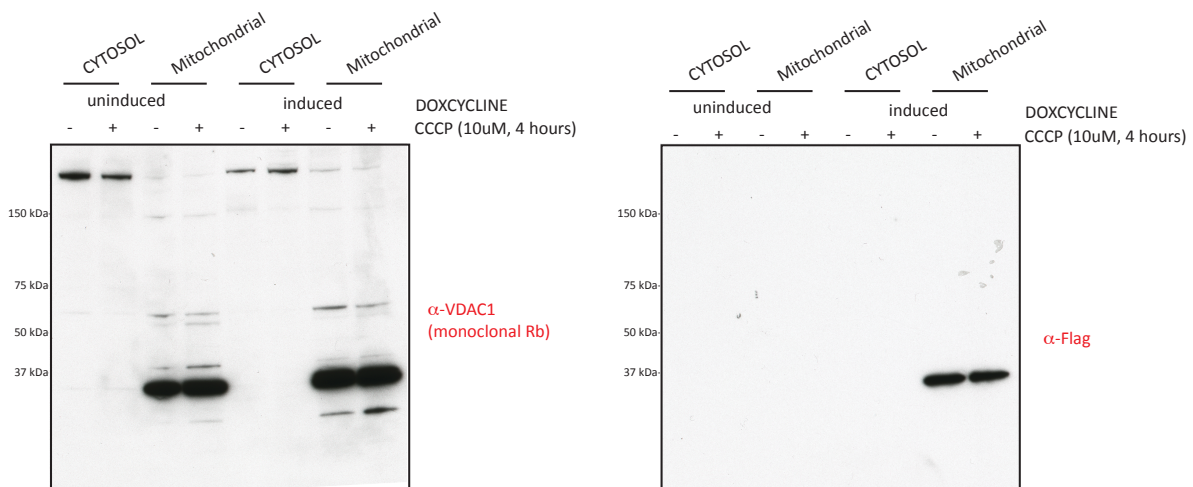 CYTOSOL Mitochondrial CYTOSOL Mitochondrial
uninduced induced DOXCYCLINE
- + - + - + - + CCCP (10uM, 4 hours)
150 kDa
75 kDa
50 kDa
37 kDa
α-VDAC1
(monoclonal Rb)
CYTOSOL Mitochondrial CYTOSOL Mitochondrial
uninduced induced DOXCYCLINE
- + - + - + - + CCCP (10uM, 4 hours)
150 kDa
75 kDa
50 kDa
37 kDa
α-Flag